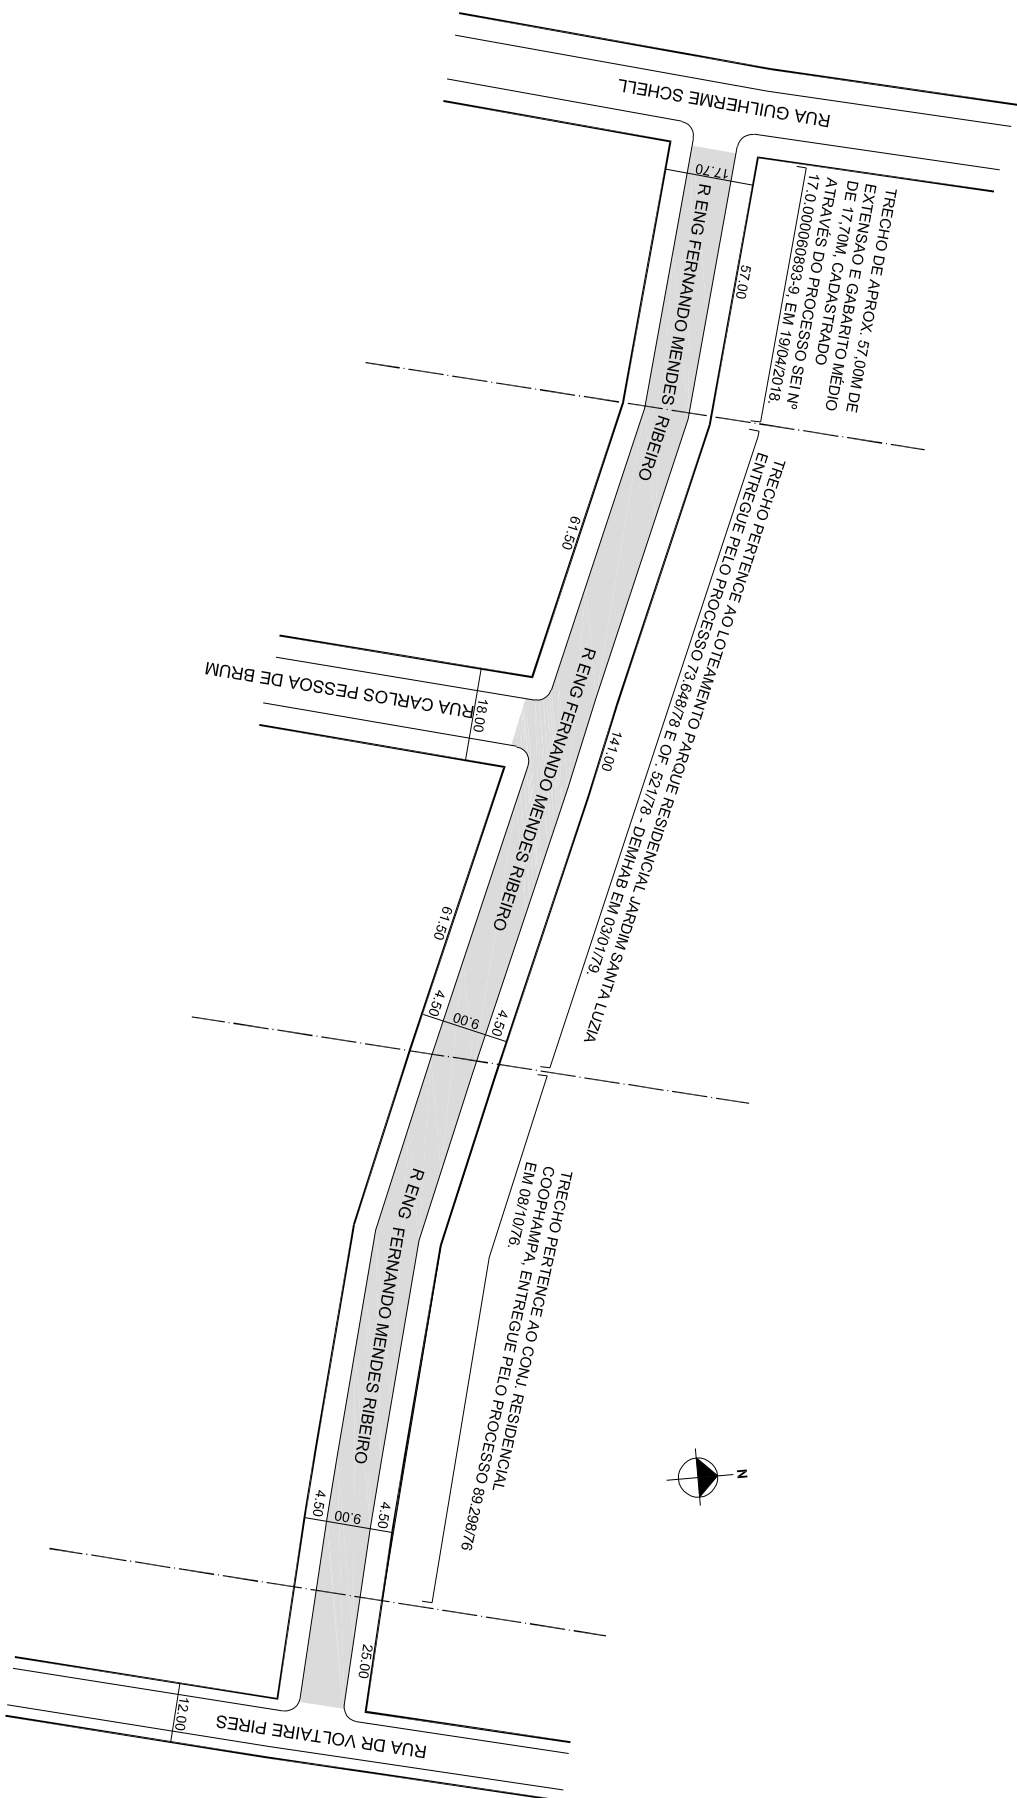 RUA GUILHERME SCHELL
17.70
R ENG FERNANDO MENDES RIBEIRO
57.00
TRECHO DE APROX. 57,00M DE
EXTENSAO E GABARITO MÉDIO
DE 17,70M, CADASTRADO
ATRAVÉS DO PROCESSO SEI Nº
17.0.000060893-9, EM 19/04/2018.
61.50
TRECHO PERTENCE AO LOTEAMENTO PARQUE RESIDENCIAL JARDIM SANTA LUZIA
ENTREGUE PELO PROCESSO 73.648/78 E OF. 521/78 - DEMHAB EM 03/01/79.
RUA CARLOS PESSOA DE BRUM
18.00
R ENG FERNANDO MENDES RIBEIRO
141.00
61.50
4.50
9.00
4.50
R ENG FERNANDO MENDES RIBEIRO
TRECHO PERTENCE AO CONJ. RESIDENCIAL
COOPHAMPA, ENTREGUE PELO PROCESSO 89.298/76
EM 08/10/76.
N
4.50
9.00
4.50
25.00
12.00
RUA DR VOLTAIRE PIRES